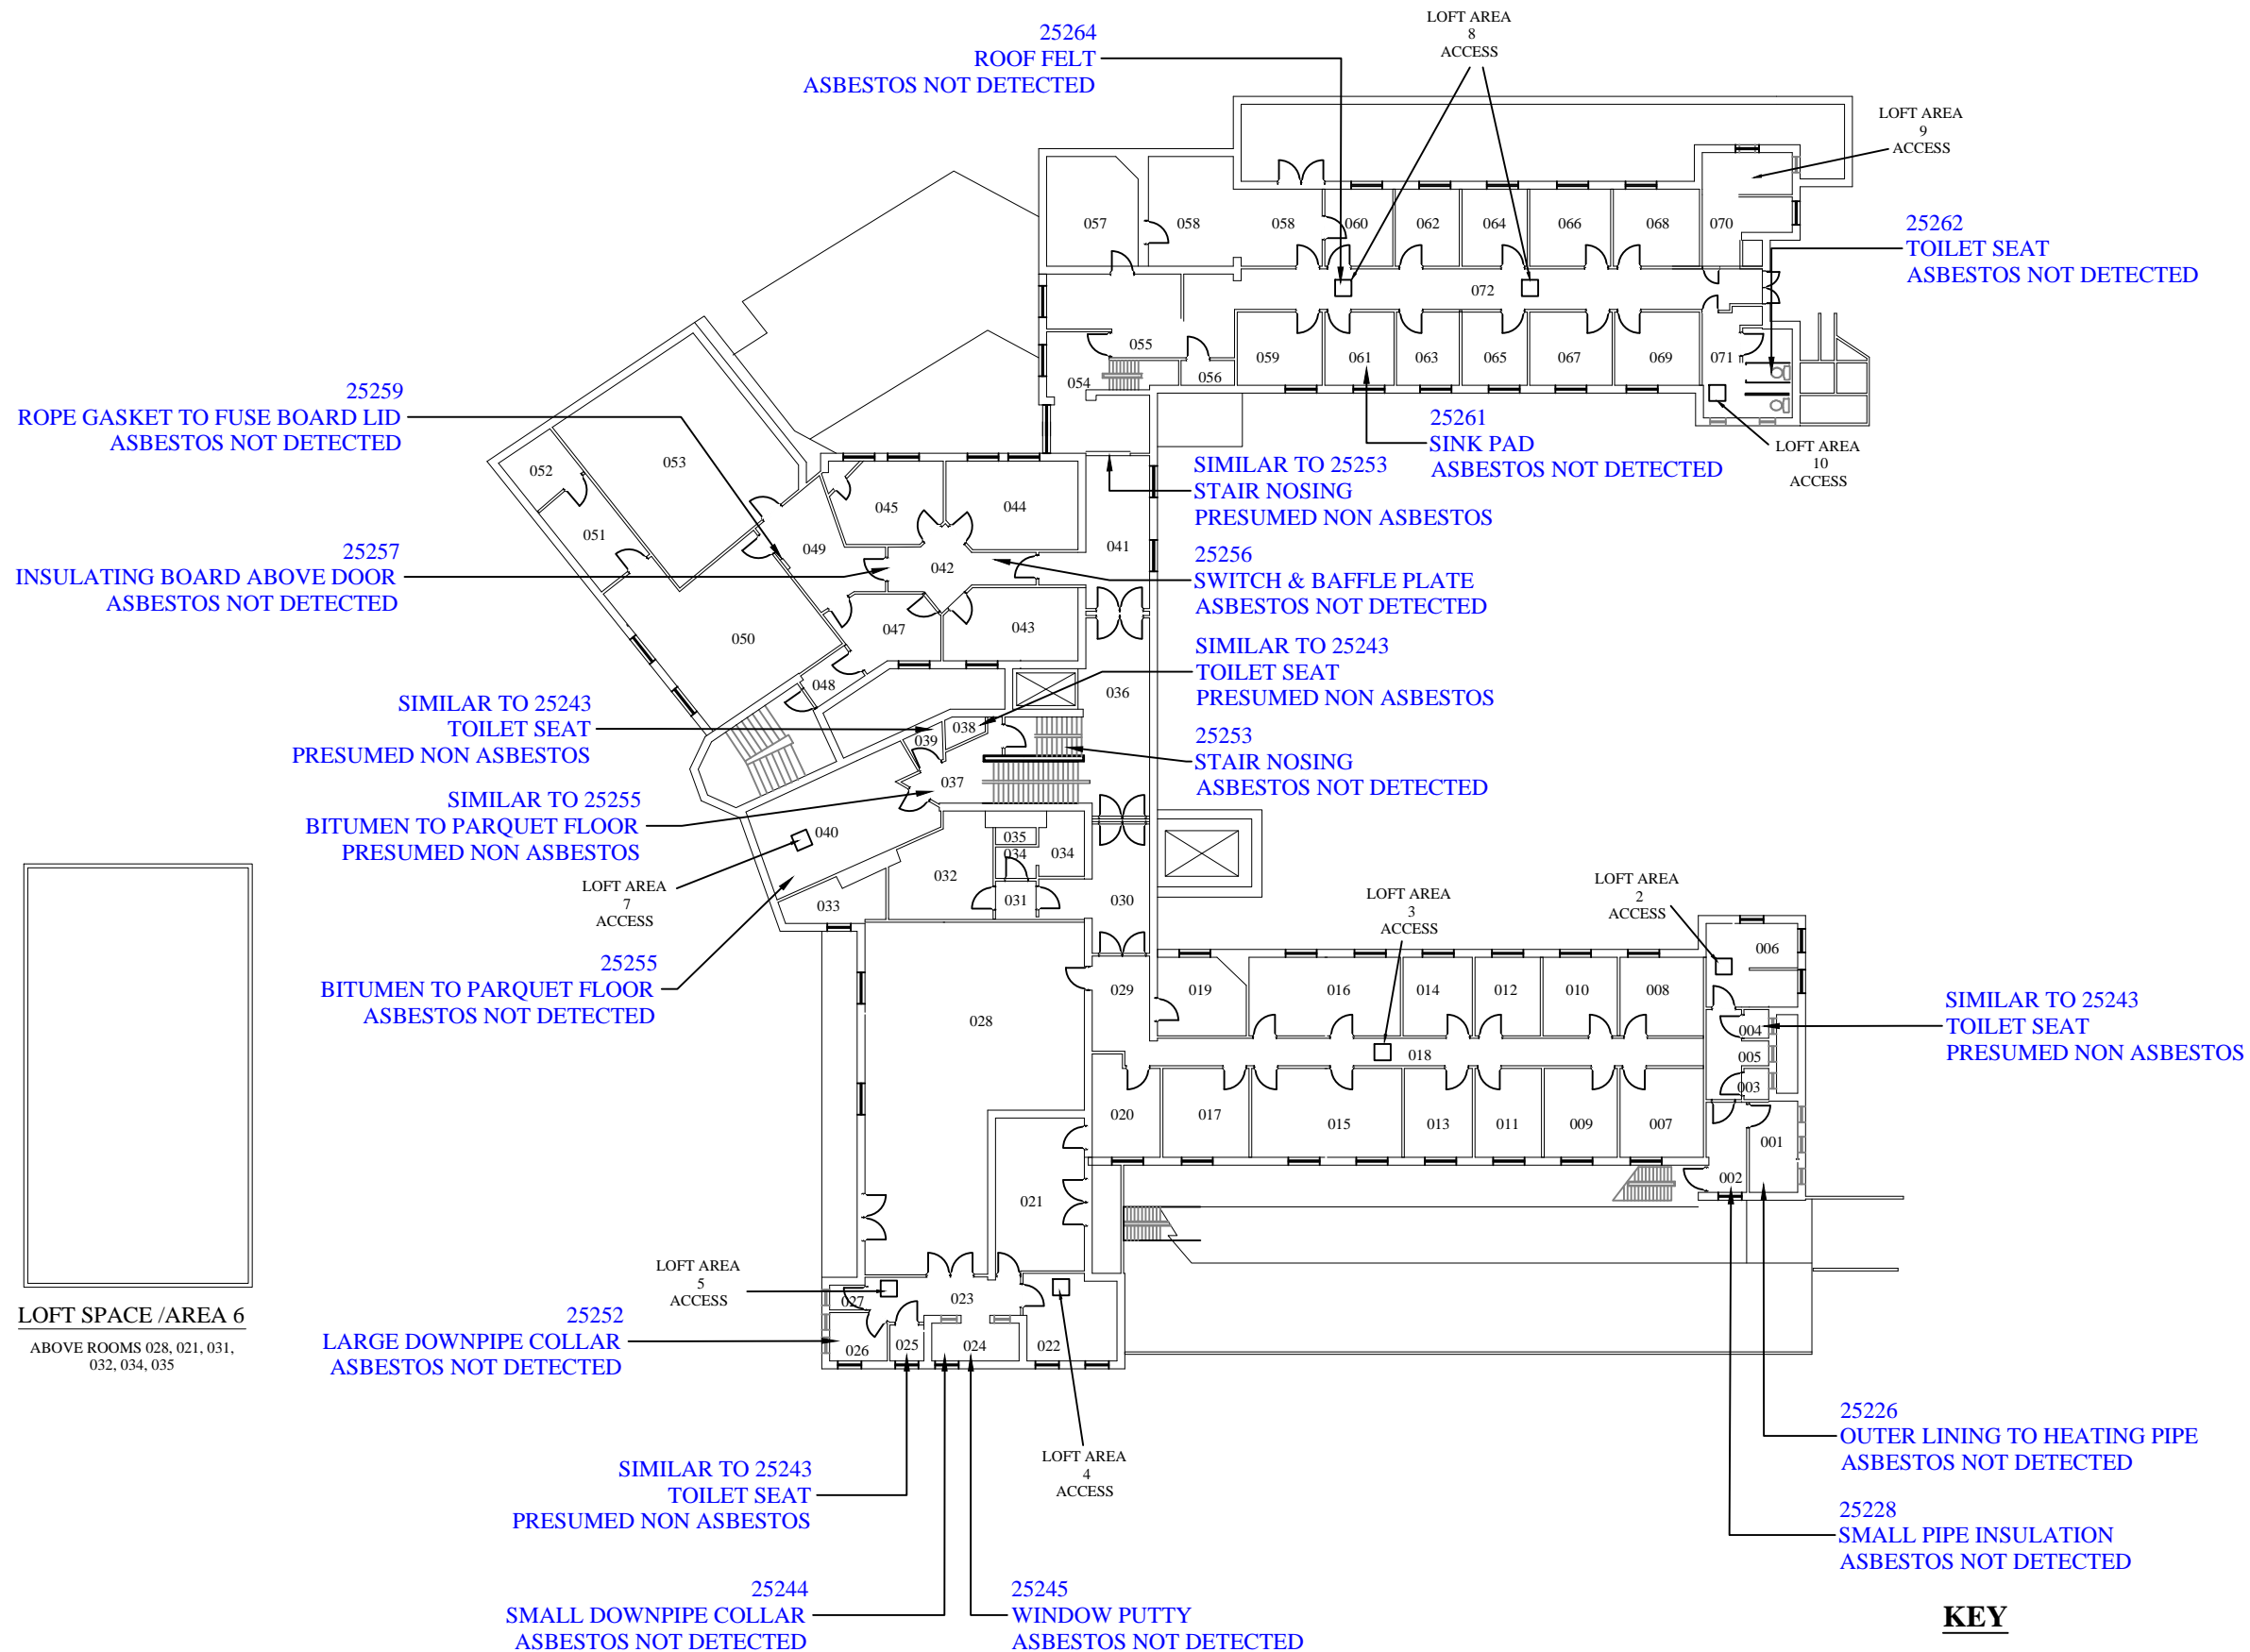 25264
ROOF FELT
ASBESTOS NOT DETECTED
LOFT AREA
8
ACCESS
LOFT AREA
9
ACCESS
25262
TOILET SEAT
ASBESTOS NOT DETECTED
057
058
058
060
062
064
066
068
070
072
055
054
056
059
061
063
065
067
069
071
25261
SINK PAD
ASBESTOS NOT DETECTED
LOFT AREA
10
ACCESS
25259
ROPE GASKET TO FUSE BOARD LID
ASBESTOS NOT DETECTED
SIMILAR TO 25253
STAIR NOSING
PRESUMED NON ASBESTOS
052
053
051
045
044
049
041
042
25257
INSULATING BOARD ABOVE DOOR
ASBESTOS NOT DETECTED
25256
SWITCH & BAFFLE PLATE
ASBESTOS NOT DETECTED
050
047
043
048
036
SIMILAR TO 25243
TOILET SEAT
PRESUMED NON ASBESTOS
SIMILAR TO 25243
TOILET SEAT
PRESUMED NON ASBESTOS
038
039
037
25253
STAIR NOSING
ASBESTOS NOT DETECTED
SIMILAR TO 25255
BITUMEN TO PARQUET FLOOR
PRESUMED NON ASBESTOS
040
035
034
034
032
031
033
030
LOFT AREA
7
ACCESS
25255
BITUMEN TO PARQUET FLOOR
ASBESTOS NOT DETECTED
LOFT AREA
3
ACCESS
LOFT AREA
2
ACCESS
006
019
016
014
012
010
008
029
028
018
004
005
003
SIMILAR TO 25243
TOILET SEAT
PRESUMED NON ASBESTOS
020
017
015
013
011
009
007
001
002
021
LOFT AREA
5
ACCESS
027
023
026
025
024
022
LOFT SPACE /AREA 6
ABOVE ROOMS 028, 021, 031,
032, 034, 035
25252
LARGE DOWNPIPE COLLAR
ASBESTOS NOT DETECTED
LOFT AREA
4
ACCESS
SIMILAR TO 25243
TOILET SEAT
PRESUMED NON ASBESTOS
25226
OUTER LINING TO HEATING PIPE
ASBESTOS NOT DETECTED
25228
SMALL PIPE INSULATION
ASBESTOS NOT DETECTED
25244
SMALL DOWNPIPE COLLAR
ASBESTOS NOT DETECTED
25245
WINDOW PUTTY
ASBESTOS NOT DETECTED
KEY